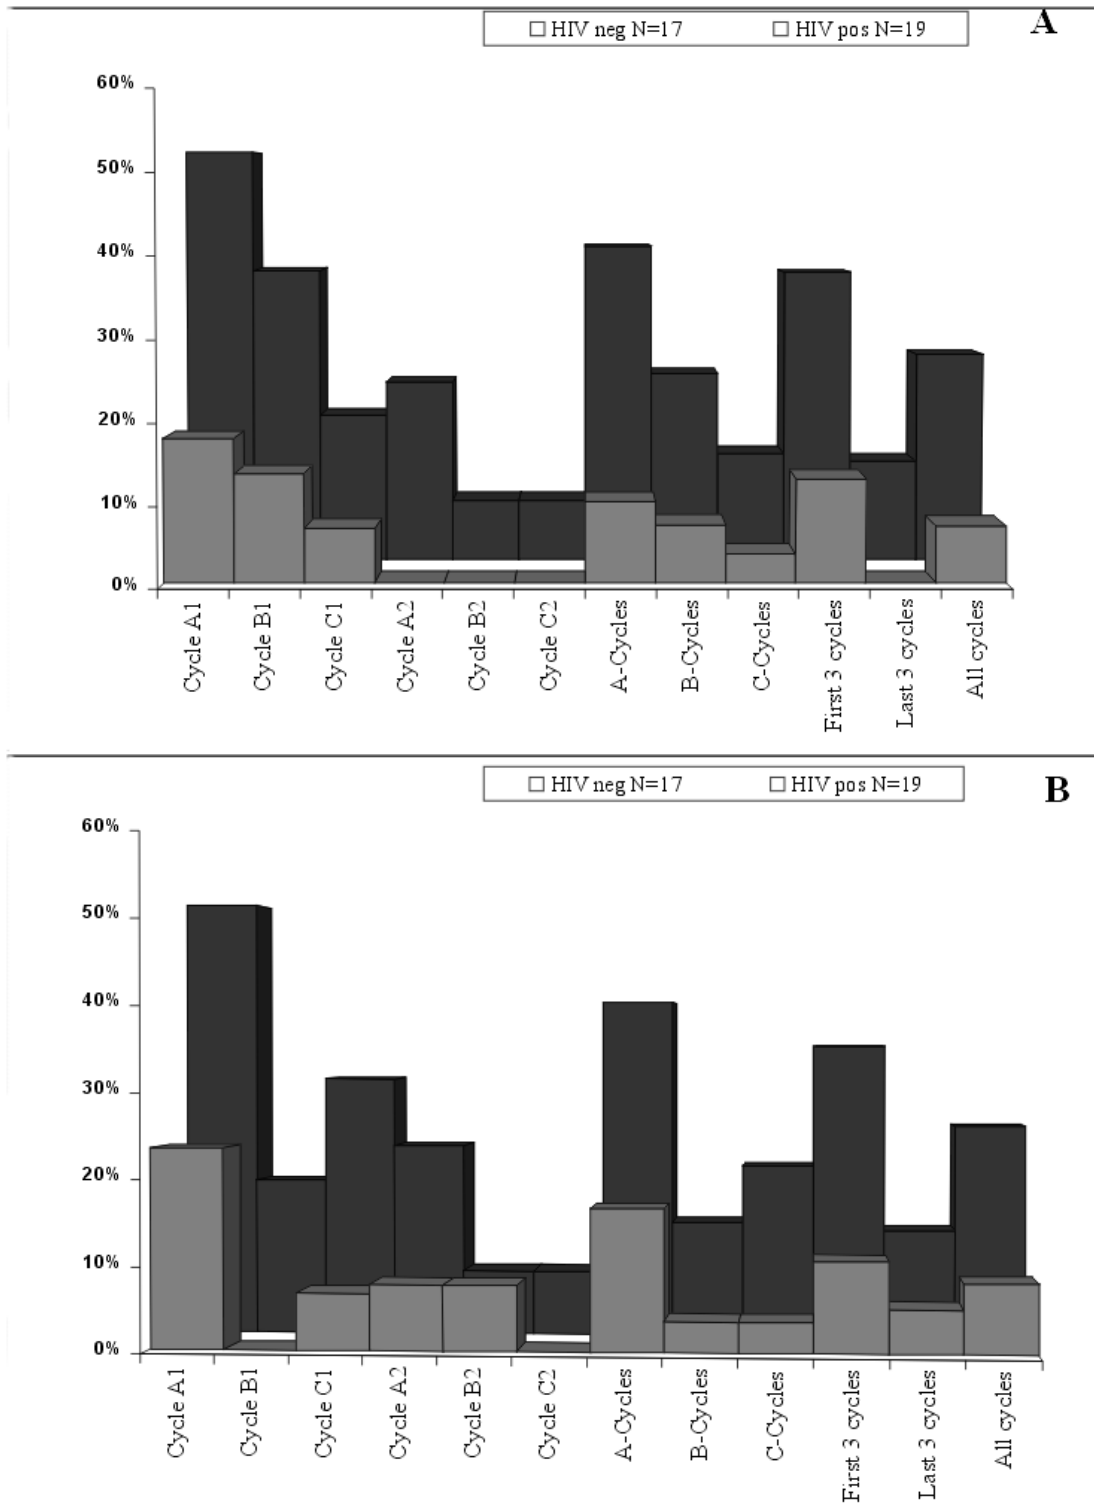 A
☐ HIV neg N=17 ☐ HIV pos N=19
60%
50%
40%
30%
20%
10%
0%
Cycle A1
Cycle B1
Cycle C1
Cycle A2
Cycle B2
Cycle C2
A-Cycles
B-Cycles
C-Cycles
First 3 cycles
Last 3 cycles
All cycles
☐ HIV neg N=17 ☐ HIV pos N=19
B
60%
50%
40%
30%
20%
10%
0%
Cycle A1
Cycle B1
Cycle C1
Cycle A2
Cycle B2
Cycle C2
A-Cycles
B-Cycles
C-Cycles
First 3 cycles
Last 3 cycles
All cycles